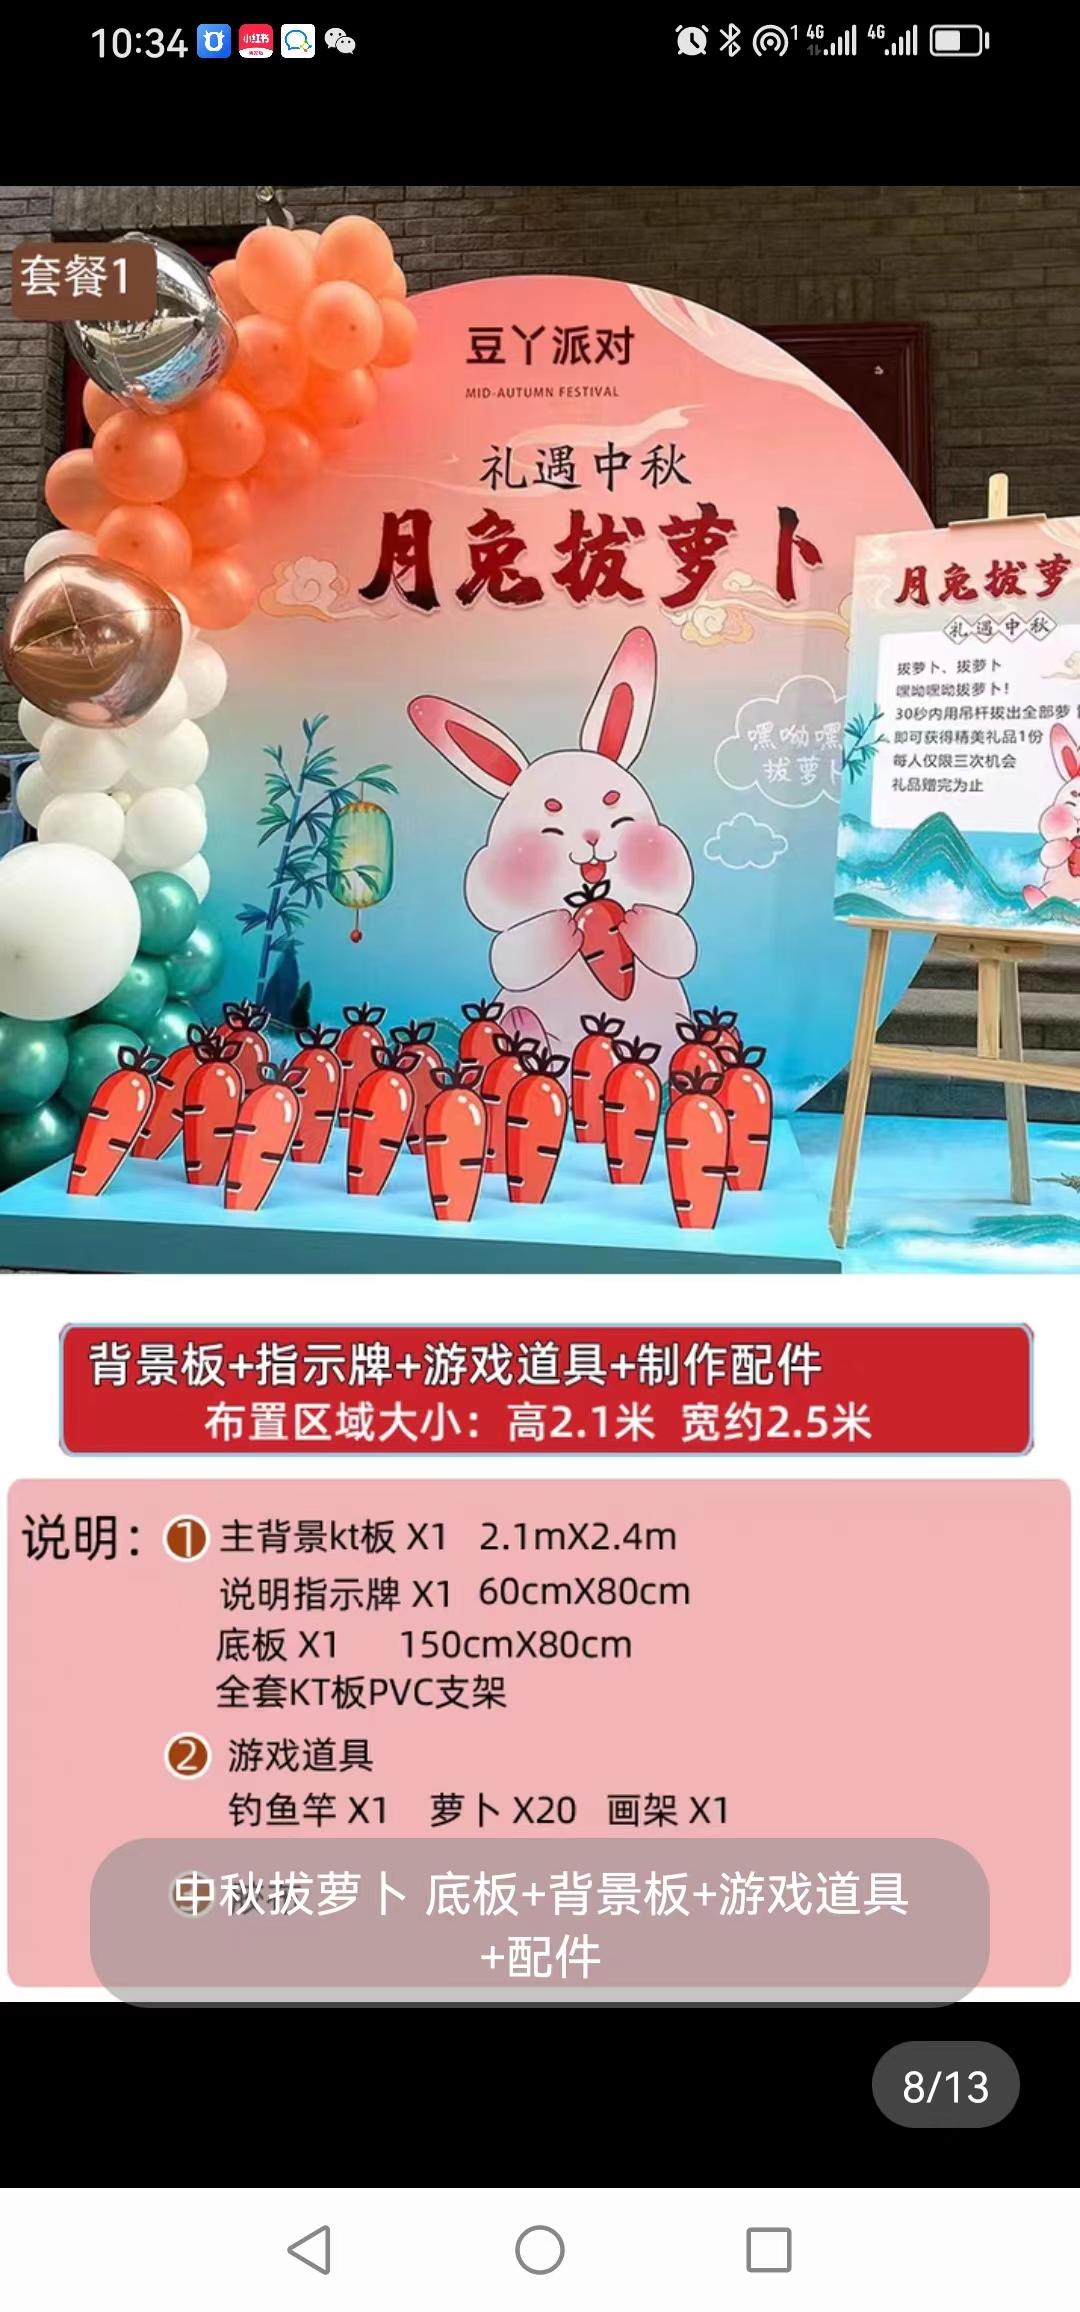 10:34
小红书
1 4G 4G
套餐1
豆丫派对
MID-AUTUMN FESTIVAL
礼遇中秋
月兔拔萝卜
嘿呦嘿
拔萝卜
月兔拔萝
礼遇中秋
拔萝卜、拔萝卜
嘿呦嘿呦拔萝卜!
30秒内用吊杆拔出全部萝
即可获得精美礼品1份
每人仅限三次机会
礼品赠完为止
背景板+指示牌+游戏道具+制作配件
布置区域大小：高2.1米 宽约2.5米
说明：①主背景kt板 X1 2.1mX2.4m
说明指示牌 X1 60cmX80cm
底板 X1 150cmX80cm
全套KT板PVC支架
② 游戏道具
钓鱼竿 X1 萝卜 X20 画架 X1
中秋拔萝卜 底板+背景板+游戏道具
+配件
8/13